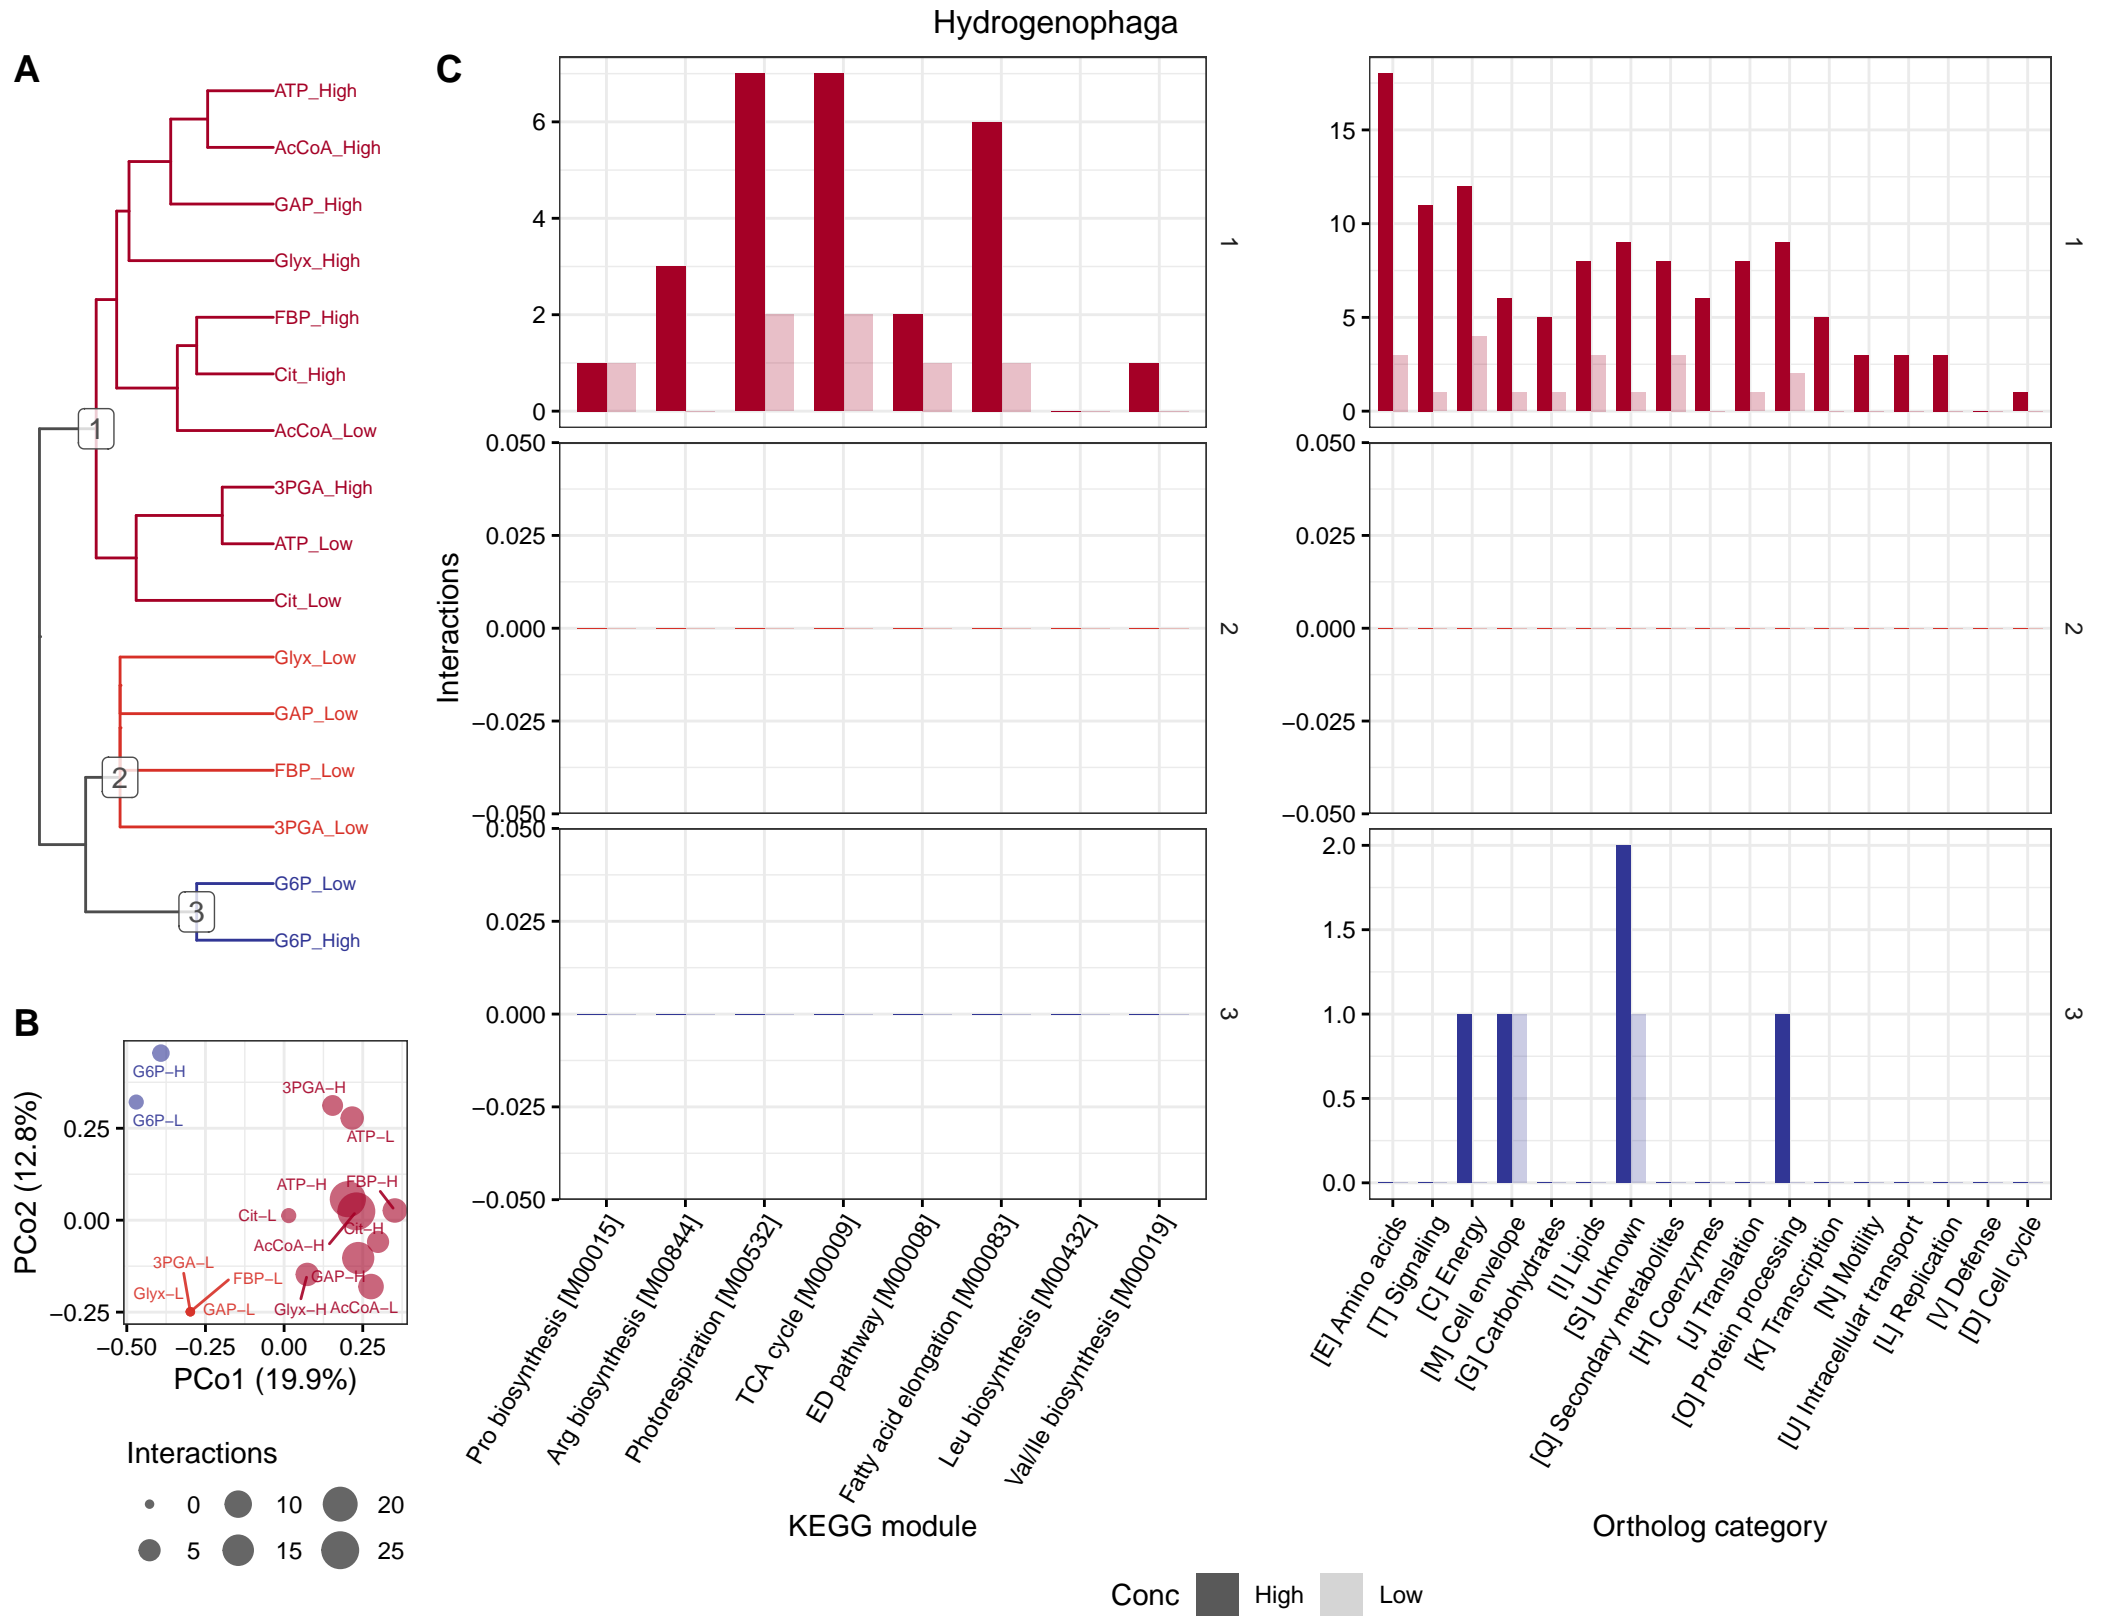 Hydrogenophaga
A
ATP_High
AcCoA_High
GAP_High
Glyx_High
FBP_High
Cit_High
AcCoA_Low
3PGA_High
ATP_Low
Cit_Low
Glyx_Low
GAP_Low
FBP_Low
3PGA_Low
G6P_Low
G6P_High
1
2
3
B
PCo2 (12.8%)
0.25
0.00
−0.25
G6P−H
G6P−L
3PGA−H
ATP−L
ATP−H
FBP−H
Cit−L
Cit−H
AcCoA−H
3PGA−L
FBP−L
GAP−H
Glyx−L
GAP−L
Glyx−H
AcCoA−L
−0.50
−0.25
0.00
0.25
PCo1 (19.9%)
Interactions
0
10
20
5
15
25
C
Interactions
6
4
2
0
1
0.050
0.025
0.000
−0.025
−0.050
2
0.050
0.025
0.000
−0.025
−0.050
3
Pro biosynthesis [M00015]
Arg biosynthesis [M00844]
Photorespiration [M00532]
TCA cycle [M00009]
ED pathway [M00008]
Fatty acid elongation [M00083]
Leu biosynthesis [M00432]
Val/Ile biosynthesis [M00019]
KEGG module
15
10
5
0
1
0.050
0.025
0.000
−0.025
−0.050
2
2.0
1.5
1.0
0.5
0.0
3
[E] Amino acids
[T] Signaling
[C] Energy
[M] Cell envelope
[G] Carbohydrates
[I] Lipids
[S] Unknown
[Q] Secondary metabolites
[H] Coenzymes
[J] Translation
[O] Protein processing
[K] Transcription
[N] Motility
[U] Intracellular transport
[L] Replication
[V] Defense
[D] Cell cycle
Ortholog category
Conc
High
Low